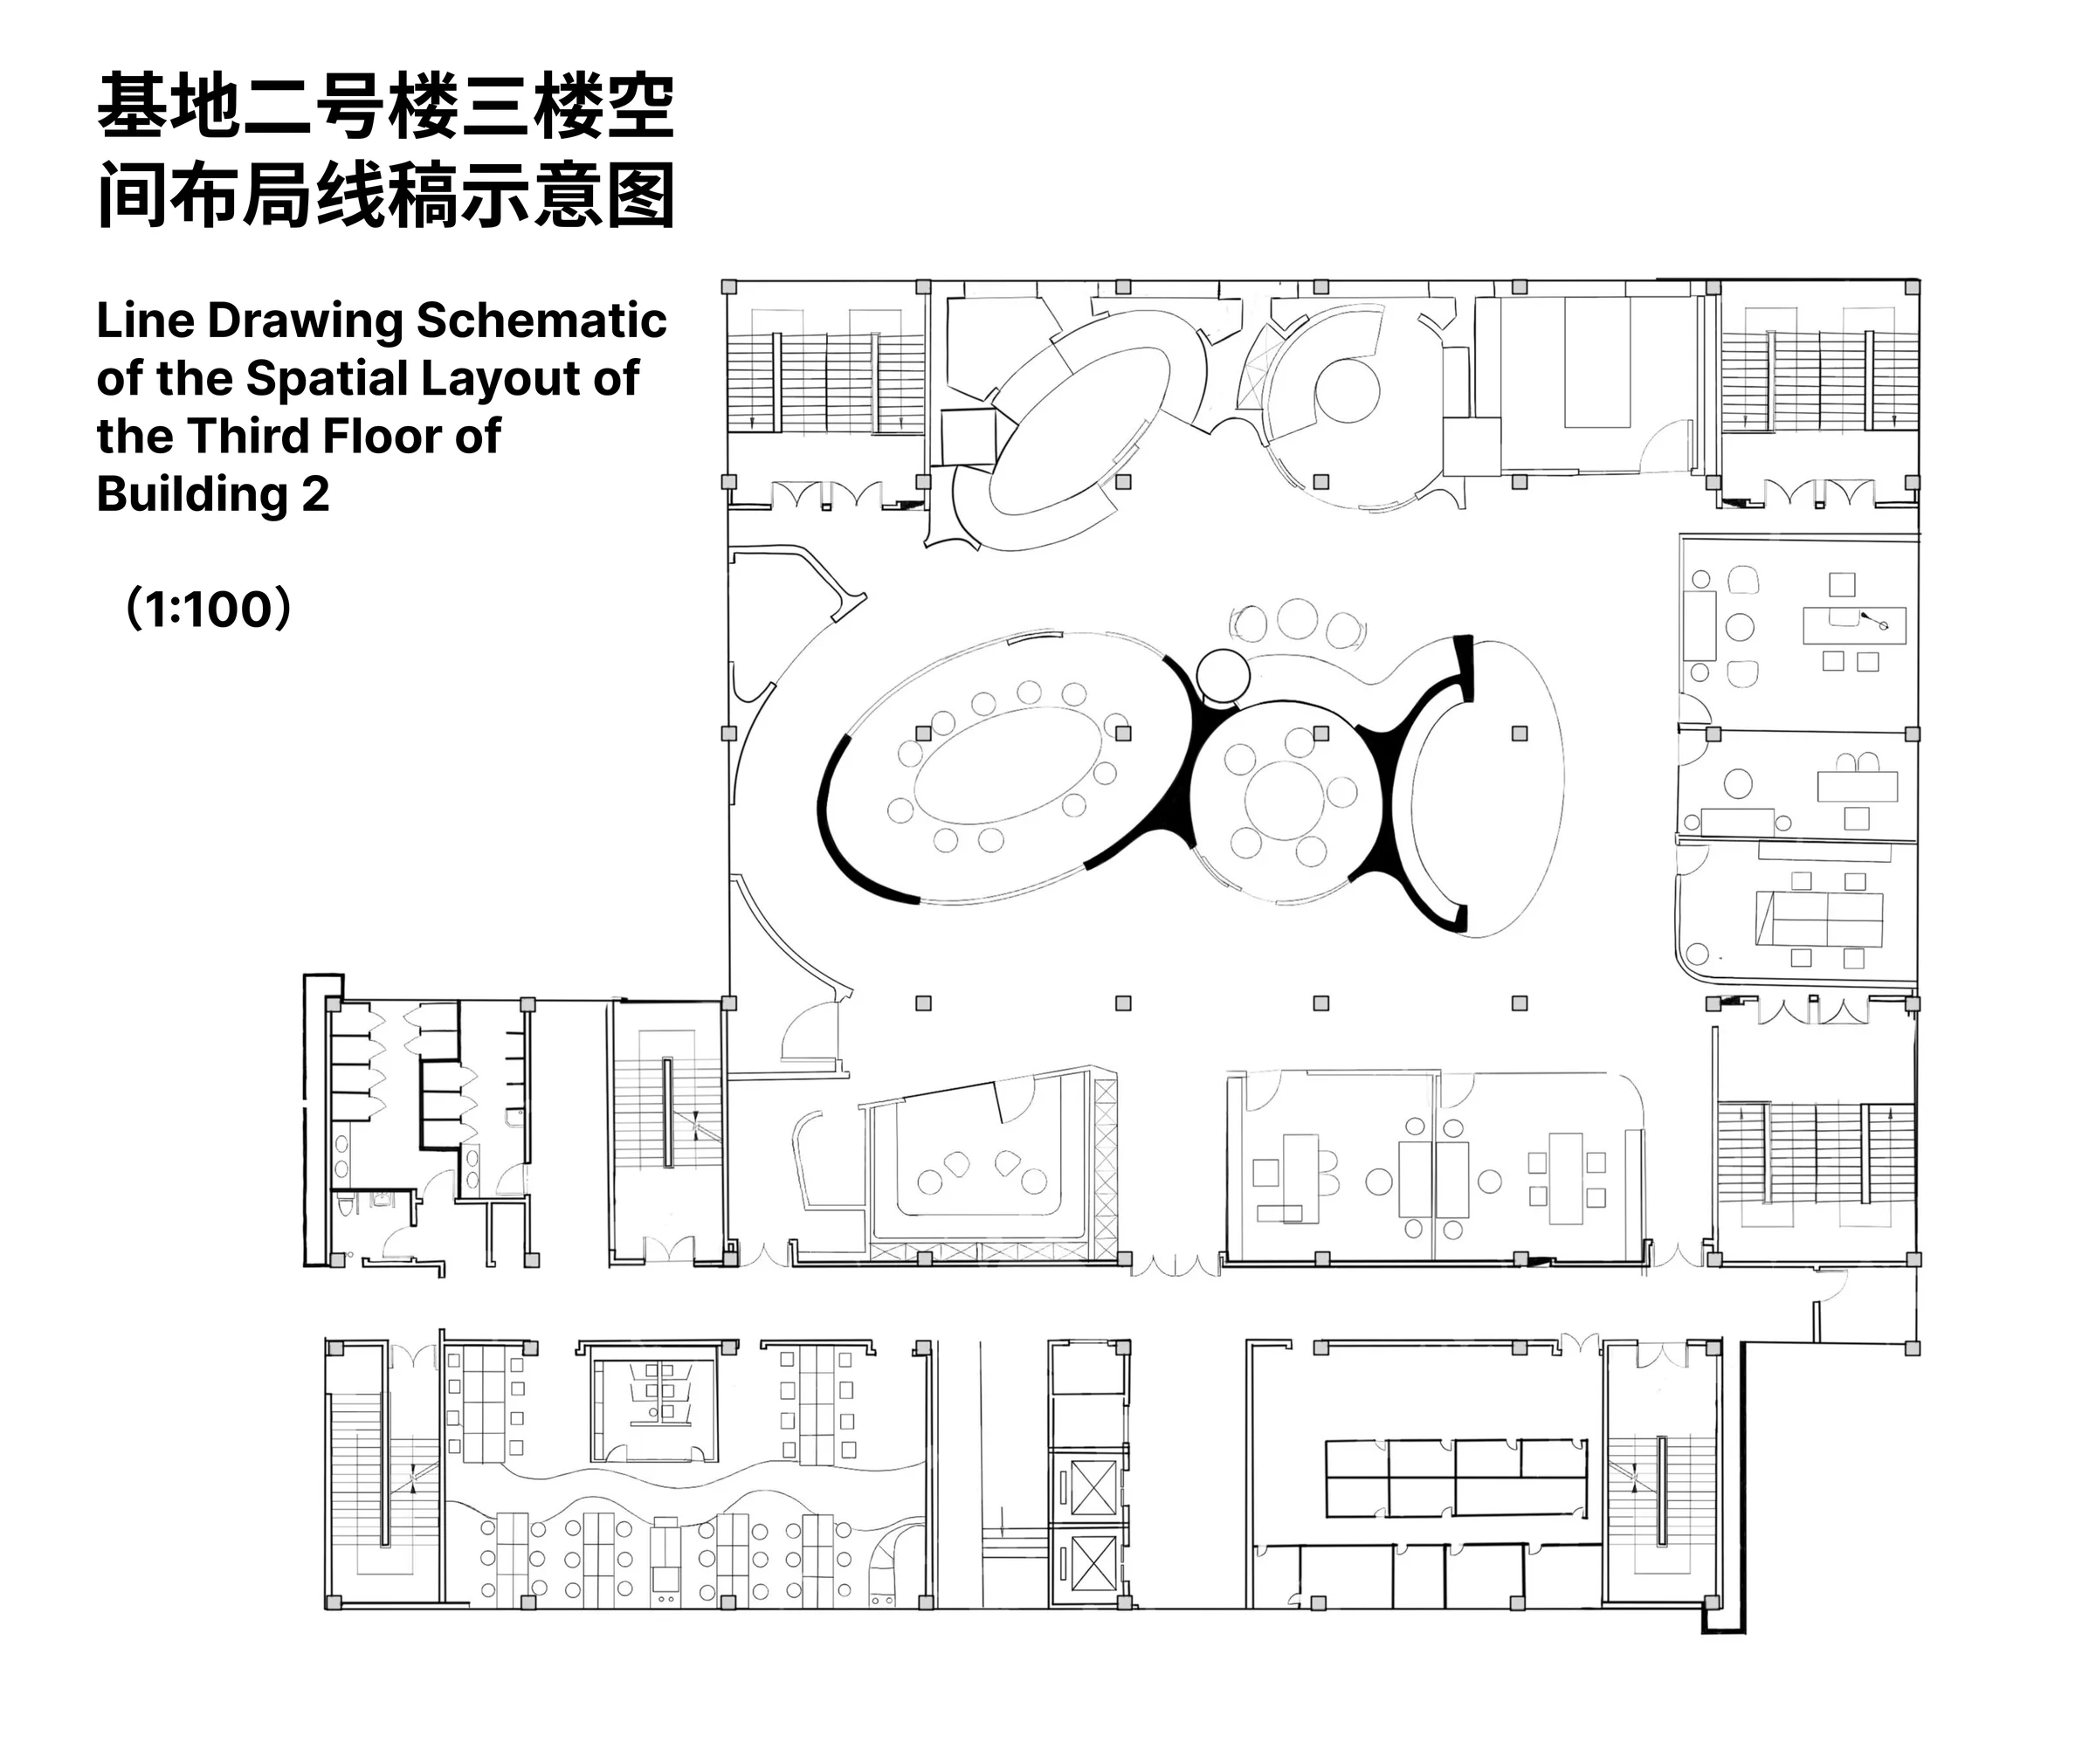 基地二号楼三楼空
间布局线稿示意图
Line Drawing Schematic
of the Spatial Layout of
the Third Floor of
Building 2
（1:100）